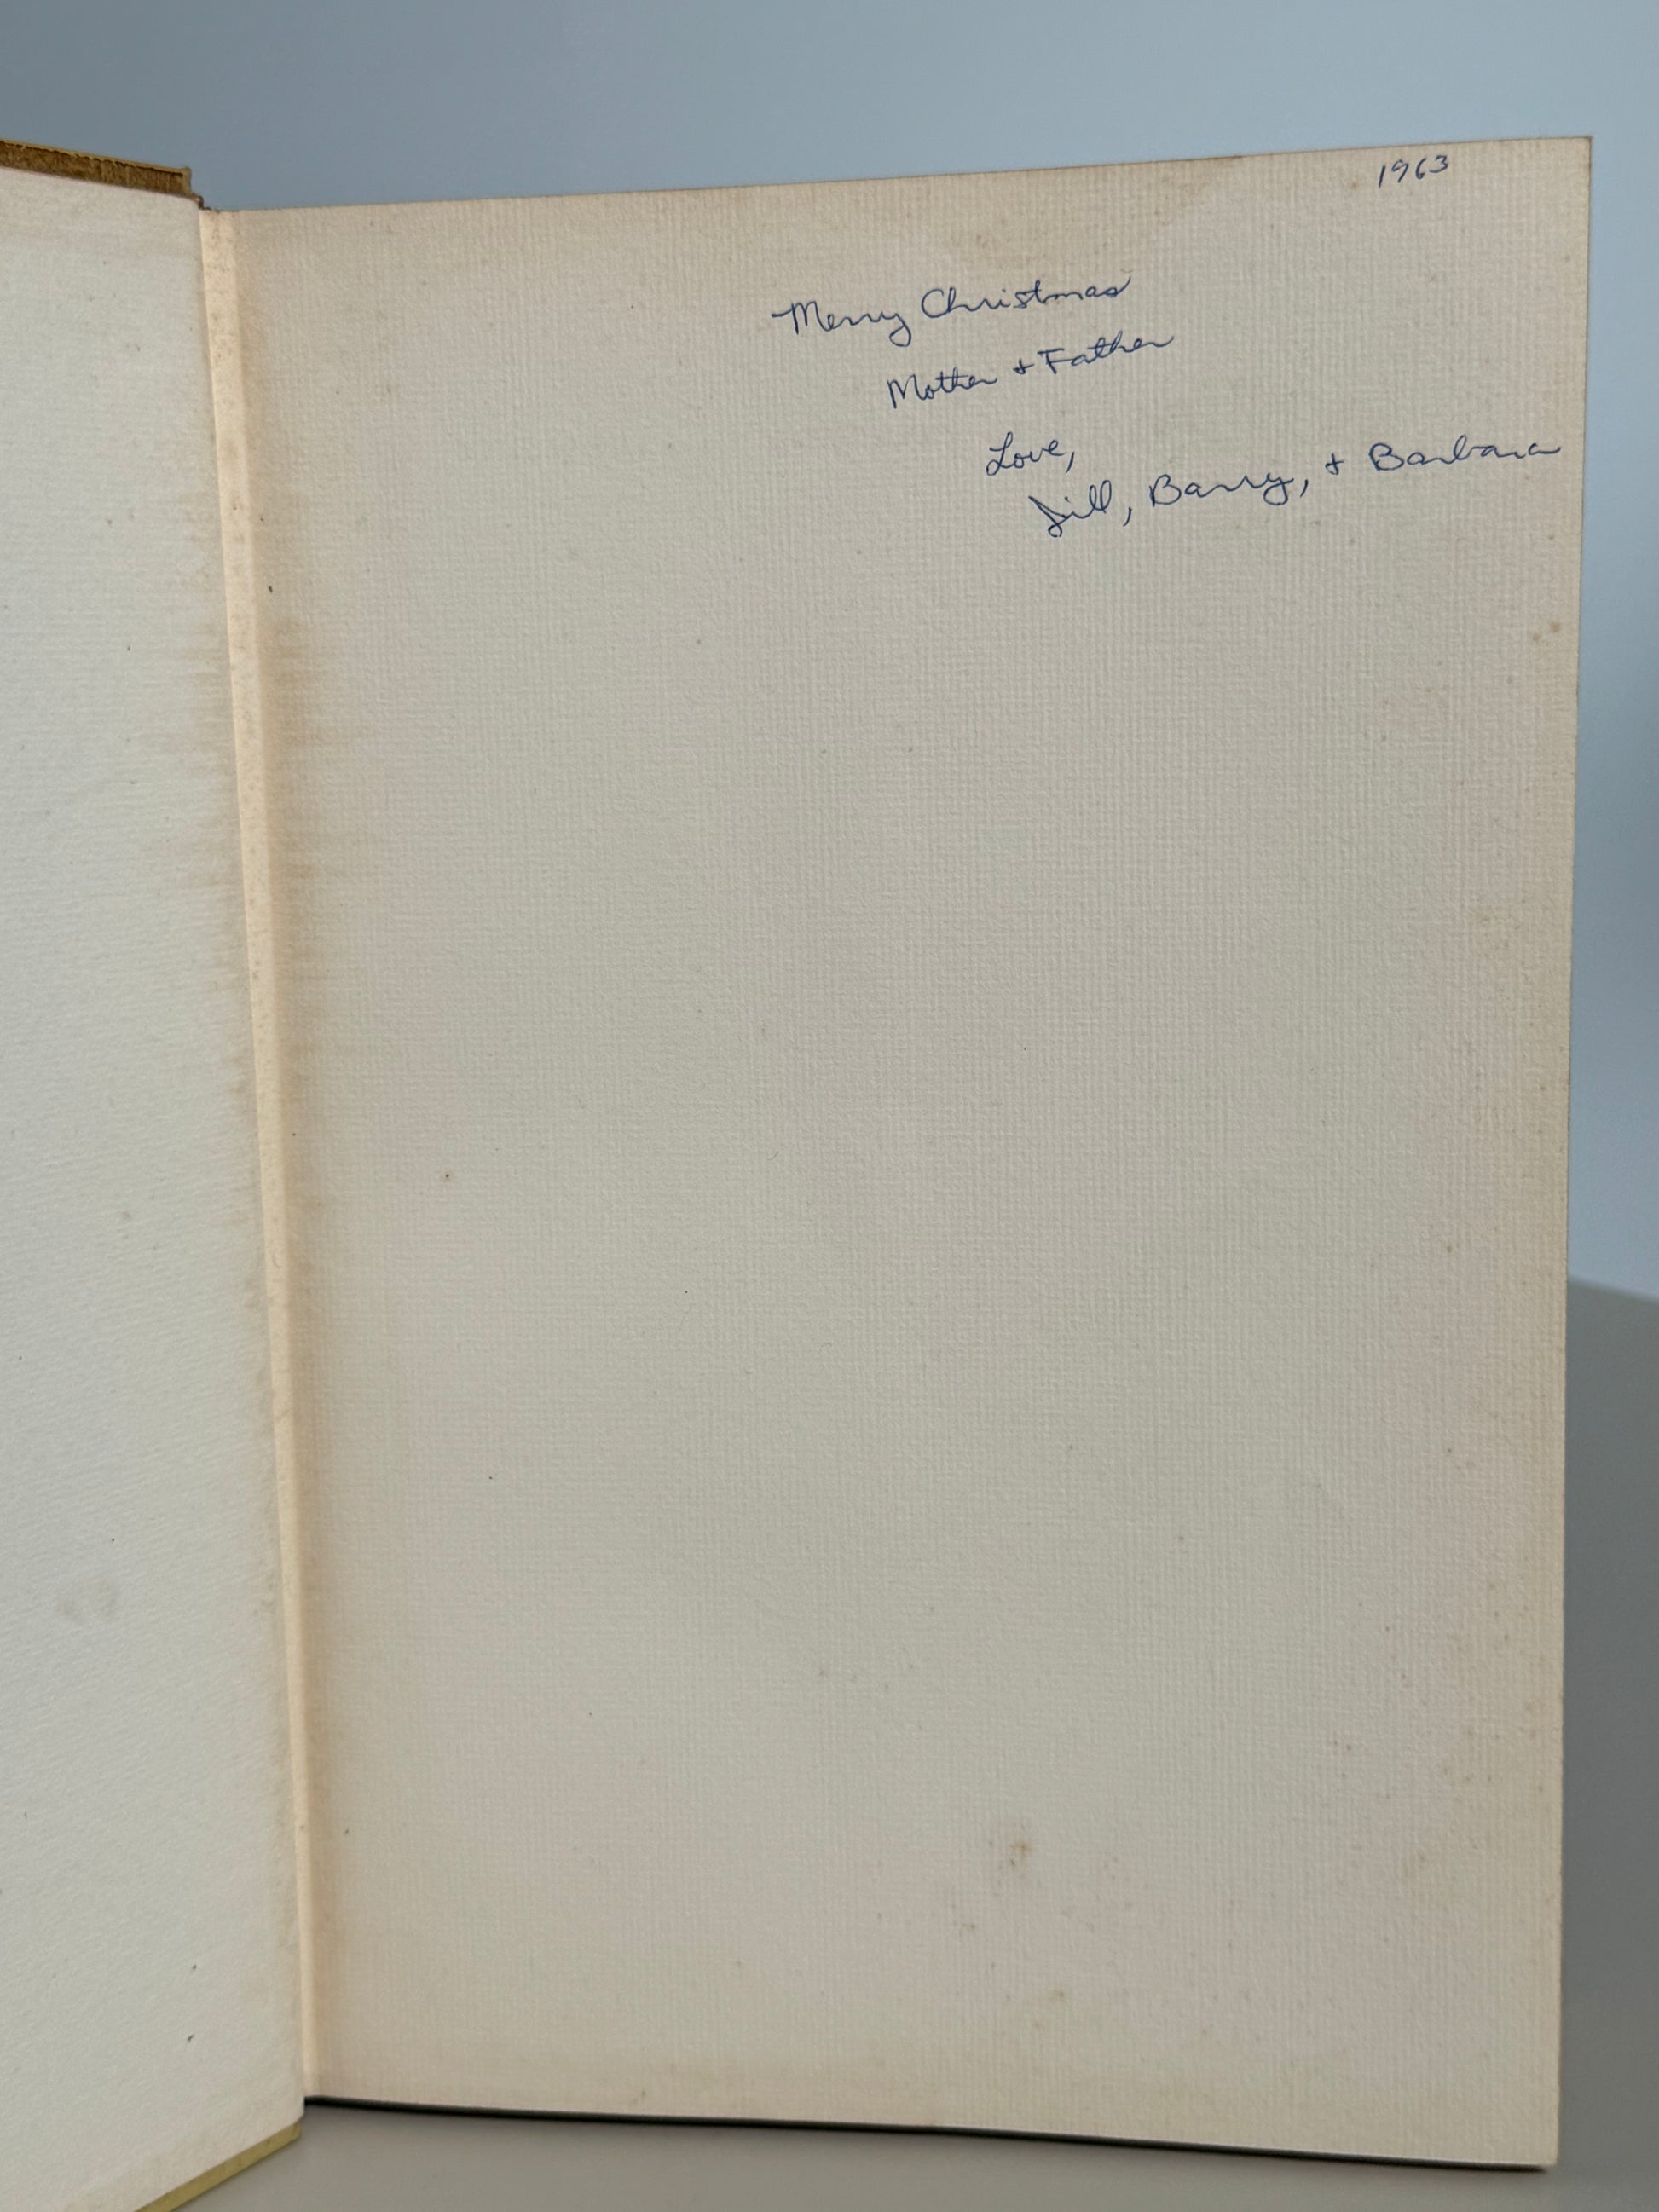 1963
Merry Christmas
Mother + Father
Love,
Jill, Barry, + Barbara